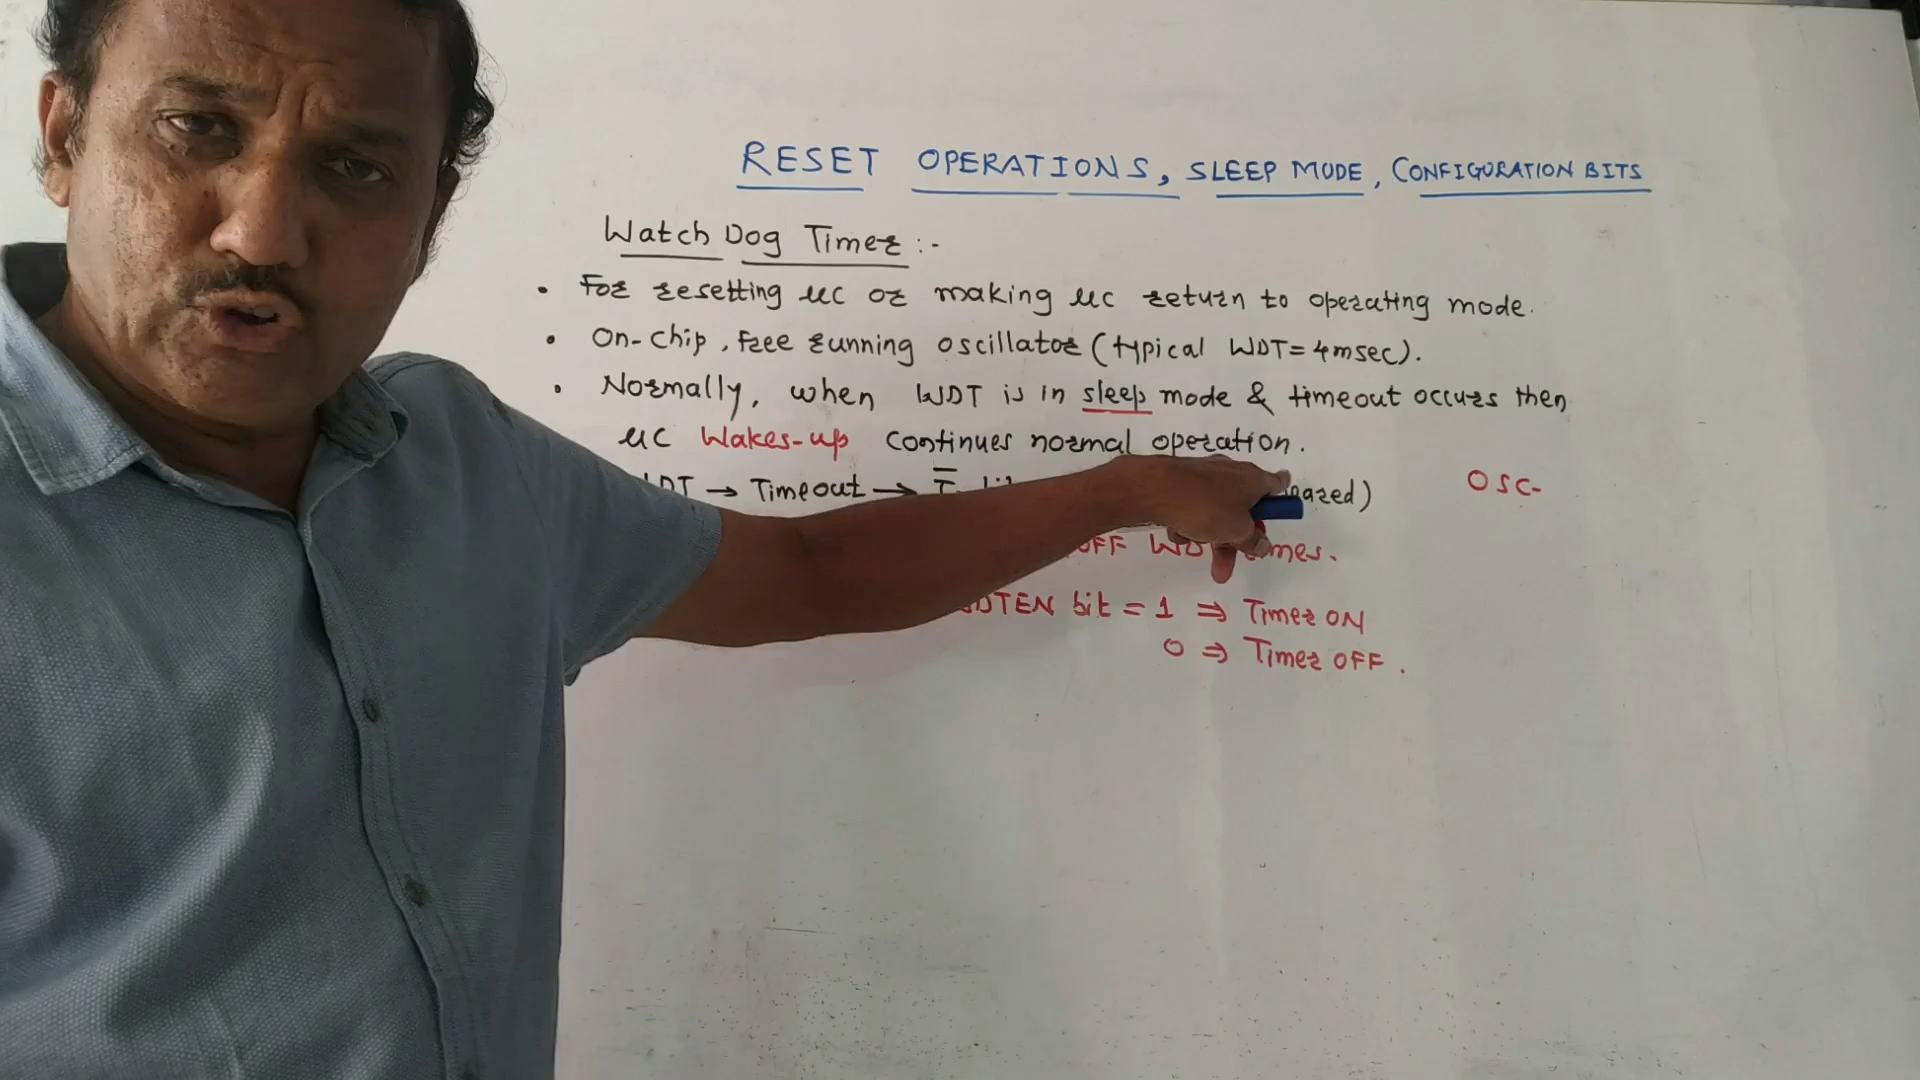 RESET OPERATIONS, SLEEP MODE, CONFIGURATION BITS
Watch Dog Timer :-
• For resetting uc or making uc return to operating mode.
• On-chip, free running oscillator (typical WDT = 4msec).
• Normally, when WDT is in sleep mode & timeout occurs then
uc Wakes-up continues normal operation.
WDT → Timeout → OSC-
OFF
WDTEN bit = 1 ⇒ Timer ON
0 ⇒ Timer OFF.